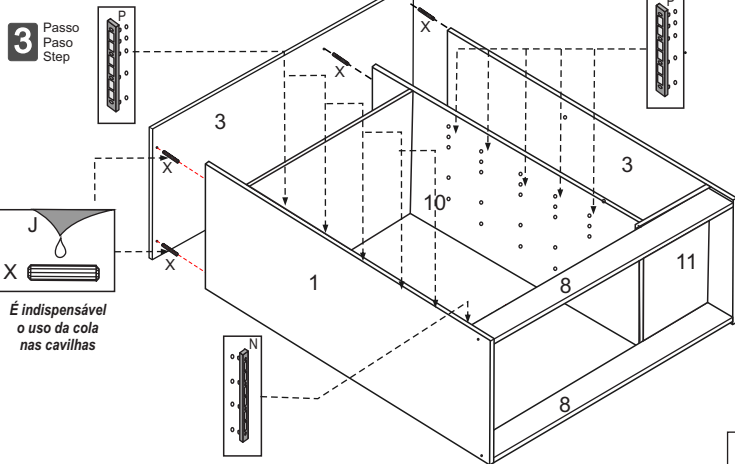 3
Passo
Paso
Step
P
P
X
X
3
3
X
10
J
X
1
8
11
X
É indispensável
o uso da cola
nas cavilhas
N
8